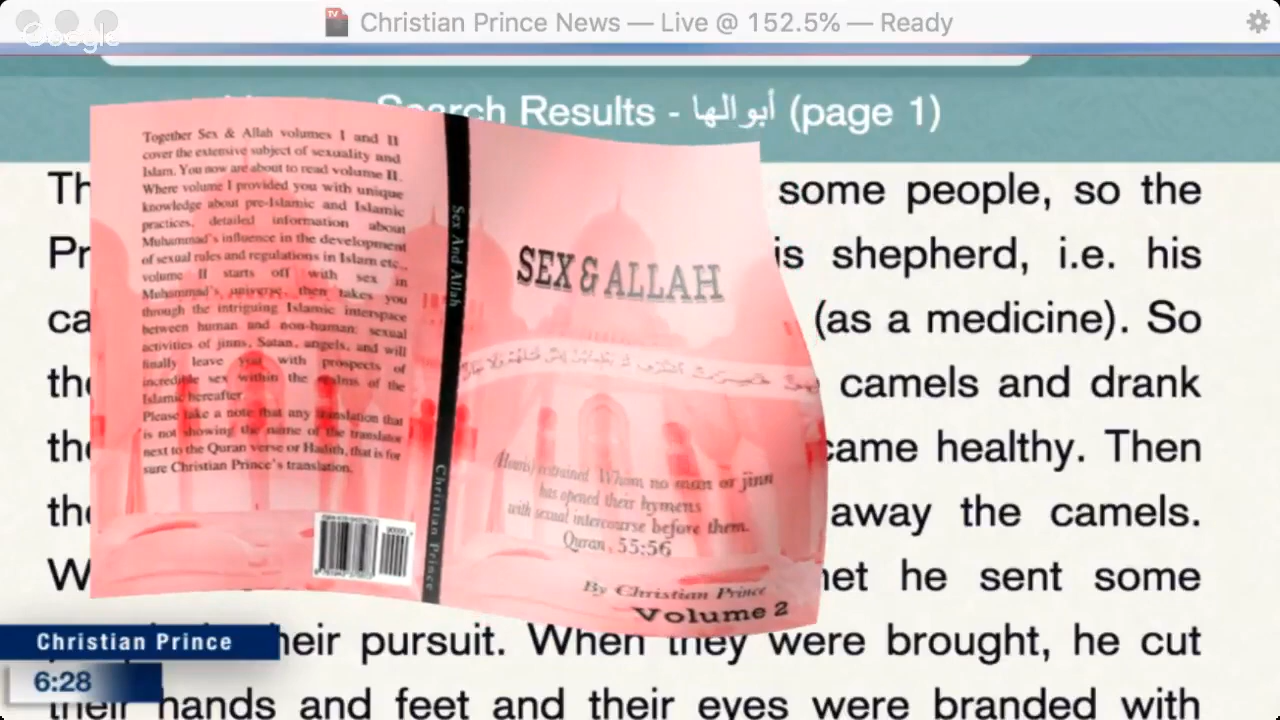 Christian Prince News — Live @ 152.5% — Ready
Google
Search Results - أبوالها (page 1)
some people, so the
is shepherd, i.e. his
(as a medicine). So
camels and drank
came healthy. Then
away the camels.
he sent some
heir pursuit. When they were brought, he cut
their hands and feet and their eyes were branded with
Together Sex & Allah volumes I and II
cover the extensive subject of sexuality and
Islam. You now are about to read volume II.
Where volume I provided you with unique
knowledge about pre-Islamic and Islamic
practices, detailed information about
Muhammad's influence in the development
of sexual rules and regulations in Islam etc.,
volume II starts off with sex in
Muhammad's universe, then takes you
through the intriguing Islamic interspace
between human and non-human: sexual
activities of jinns, Satan, angels, and will
finally leave you with prospects of
incredible sex within the realms of the
Islamic hereafter
Please take a note that any translation that
is not showing the name of the translator
next to the Quran verse or Hadith, that is for
sure Christian Prince's translation.
Sex And Allah
Christian Prince
SEX & ALLAH
(Houris) restrained Whom no man or jinn
has opened their hymens
with sexual intercourse before them.
Quran, 55:56
By Christian Prince
Volume 2
Christian Prince
6:28